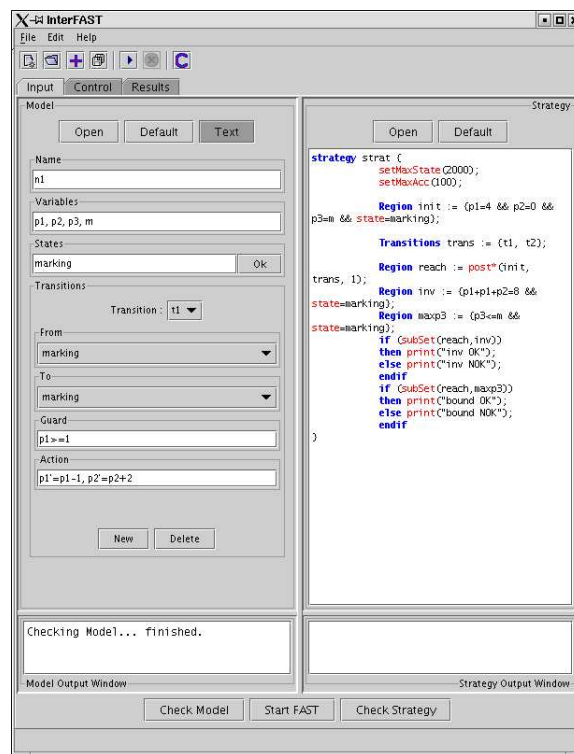 X-⋈ InterFAST
File Edit Help
C
Input Control Results
Model
Open Default Text
Name
n1
Variables
p1, p2, p3, m
States
marking Ok
Transitions
Transition : t1
From
marking
To
marking
Guard
p1>=1
Action
p1'=p1-1, p2'=p2+2
New Delete
Strategy
Open Default
strategy strat {
setMaxState(2000);
setMaxAcc(100);
Region init := {p1=4 && p2=0 &&
p3=m && state=marking};
Transitions trans := {t1, t2};
Region reach := post*(init,
trans, 1);
Region inv := {p1+p1+p2=8 &&
state=marking};
Region maxp3 := {p3<=m &&
state=marking};
if (subSet(reach,inv))
then print("inv OK");
else print("inv NOK");
endif
if (subSet(reach,maxp3))
then print("bound OK");
else print("bound NOK");
endif
}
Checking Model... finished.
Model Output Window
Strategy Output Window
Check Model Start FAST Check Strategy